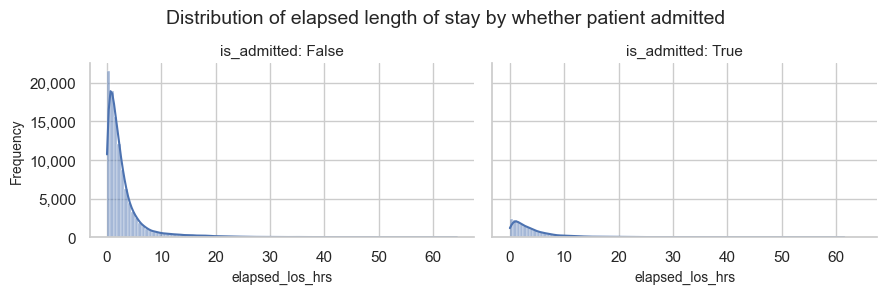 Distribution of elapsed length of stay by whether patient admitted
is_admitted: False
is_admitted: True
Frequency
20,000
15,000
10,000
5,000
0
0 10 20 30 40 50 60
0 10 20 30 40 50 60
elapsed_los_hrs
elapsed_los_hrs